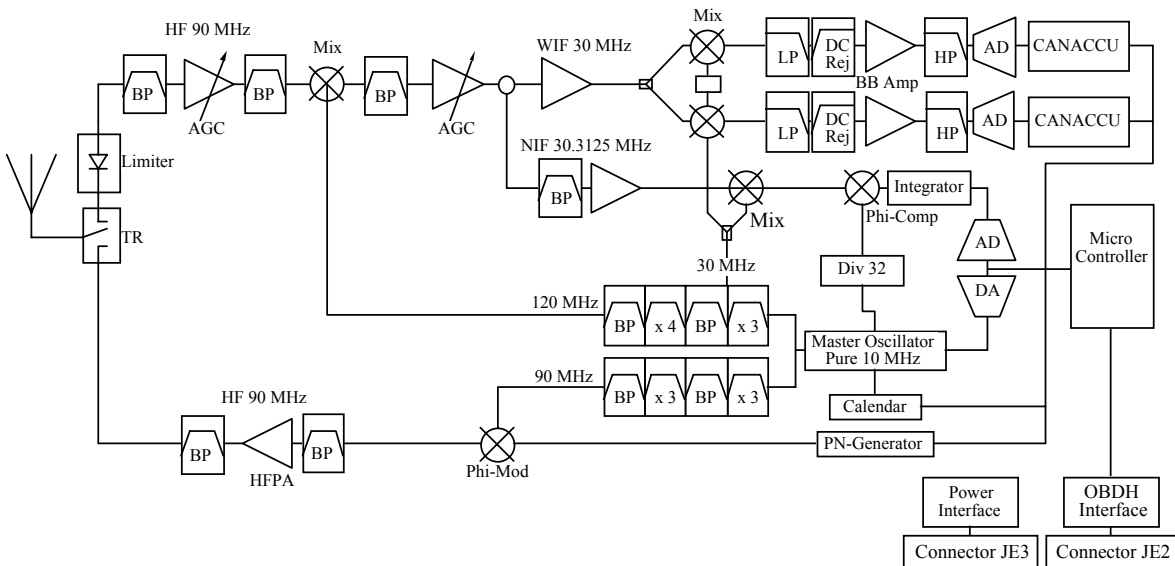 HF 90 MHz
Mix
WIF 30 MHz
Mix
LP
DC
Rej
BB Amp
HP
AD
CANACCU
BP
AGC
BP
BP
AGC
LP
DC
Rej
HP
AD
CANACCU
Limiter
NIF 30.3125 MHz
BP
Mix
Phi-Comp
Integrator
TR
AD
Micro
Controller
30 MHz
Div 32
DA
120 MHz
BP
x 4
BP
x 3
Master Oscillator
Pure 10 MHz
90 MHz
BP
x 3
BP
x 3
Calendar
HF 90 MHz
BP
HFPA
BP
Phi-Mod
PN-Generator
Power
Interface
OBDH
Interface
Connector JE3
Connector JE2